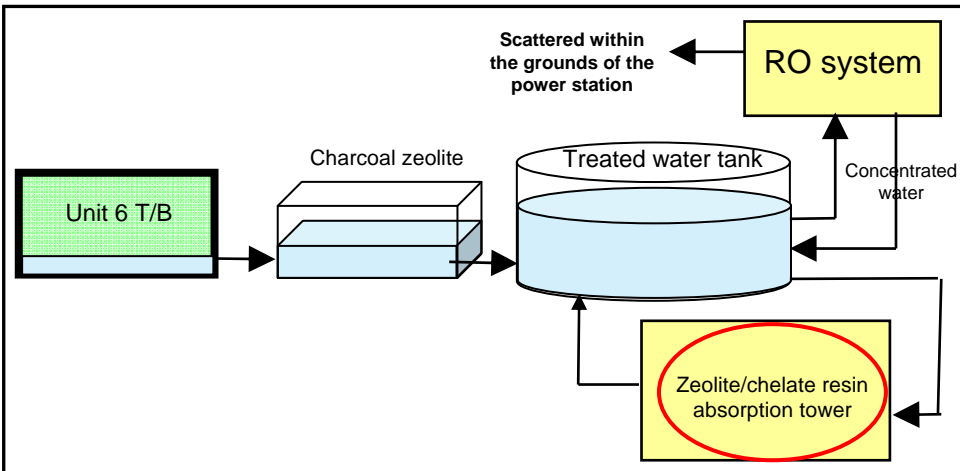 Scattered within
the grounds of the
power station
RO system
Charcoal zeolite
Treated water tank
Concentrated
water
Unit 6 T/B
Zeolite/chelate resin
absorption tower